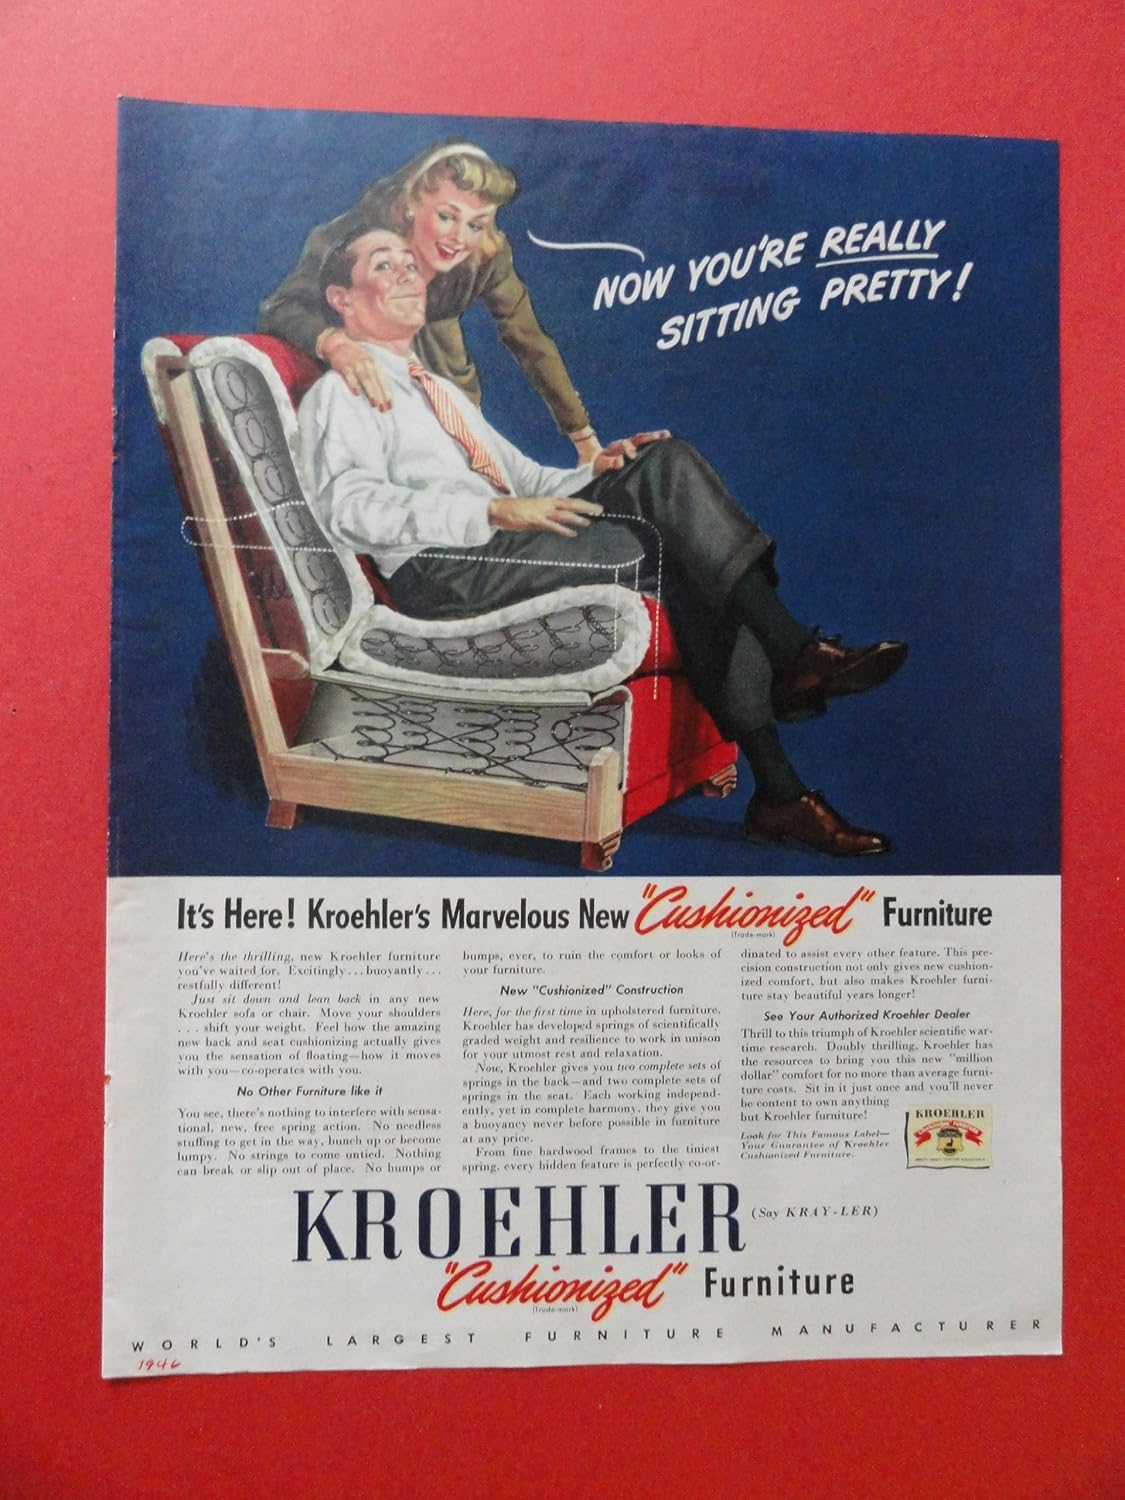 NOW YOU'RE REALLY
SITTING PRETTY!
It's Here! Kroehler's Marvelous New "Cushionized" Furniture
(Trade-mark)
Here's the thrilling, new Kroehler furniture
you've waited for. Excitingly... buoyantly...
restfully different!
Just sit down and lean back in any new
Kroehler sofa or chair. Move your shoulders
... shift your weight. Feel how the amazing
new back and seat cushionizing actually gives
you the sensation of floating—how it moves
with you—co-operates with you.
No Other Furniture like it
You see, there's nothing to interfere with sensa-
tional, new, free spring action. No needless
stuffing to get in the way, bunch up or become
lumpy. No strings to come untied. Nothing
can break or slip out of place. No humps or
bumps, ever, to ruin the comfort or looks of
your furniture.
New "Cushionized" Construction
Here, for the first time in upholstered furniture,
Kroehler has developed springs of scientifically
graded weight and resilience to work in unison
for your utmost rest and relaxation.
Now, Kroehler gives you two complete sets of
springs in the back—and two complete sets of
springs in the seat. Each working independ-
ently, yet in complete harmony, they give you
a buoyancy never before possible in furniture
at any price.
From fine hardwood frames to the tiniest
spring, every hidden feature is perfectly co-or-
dinated to assist every other feature. This pre-
cision construction not only gives new cushion-
ized comfort, but also makes Kroehler furni-
ture stay beautiful years longer!
See Your Authorized Kroehler Dealer
Thrill to this triumph of Kroehler scientific war-
time research. Doubly thrilling, Kroehler has
the resources to bring you this new "million
dollar" comfort for no more than average furni-
ture costs. Sit in it just once and you'll never
be content to own anything
but Kroehler furniture!
Look for This Famous Label—
Your Guarantee of Kroehler
Cushionized Furniture.
KROEHLER
KROEHLER (Say KRAY-LER)
"Cushionized" Furniture
(Trade-mark)
WORLD'S LARGEST FURNITURE MANUFACTURER
1946